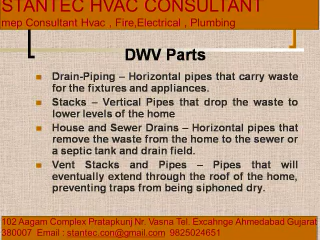 STANTEC HVAC CONSULTANT
mep Consultant Hvac , Fire,Electrical , Plumbing
DWV Parts
Drain-Piping – Horizontal pipes that carry waste
for the fixtures and appliances.
Stacks – Vertical Pipes that drop the waste to
lower levels of the home
House and Sewer Drains – Horizontal pipes that
remove the waste from the home to the sewer or
a septic tank and drain field.
Vent Stacks and Pipes – Pipes that will
eventually extend through the roof of the home,
preventing traps from being siphoned dry.
102 Aagam Complex Pratapkunj Nr. Vasna Tel. Excahnge Ahmedabad Gujarat
380007 Email : stantec.con@gmail.com 9825024651